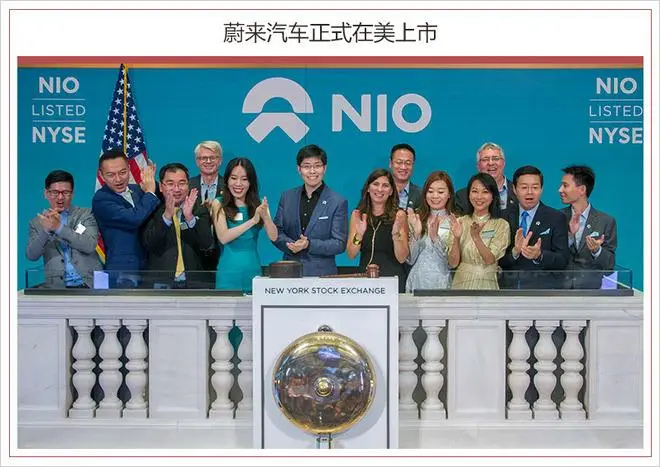 蔚来汽车正式在美上市
NIO
LISTED
NYSE
NIO
NIO
LISTED
NYSE
NEW YORK STOCK EXCHANGE